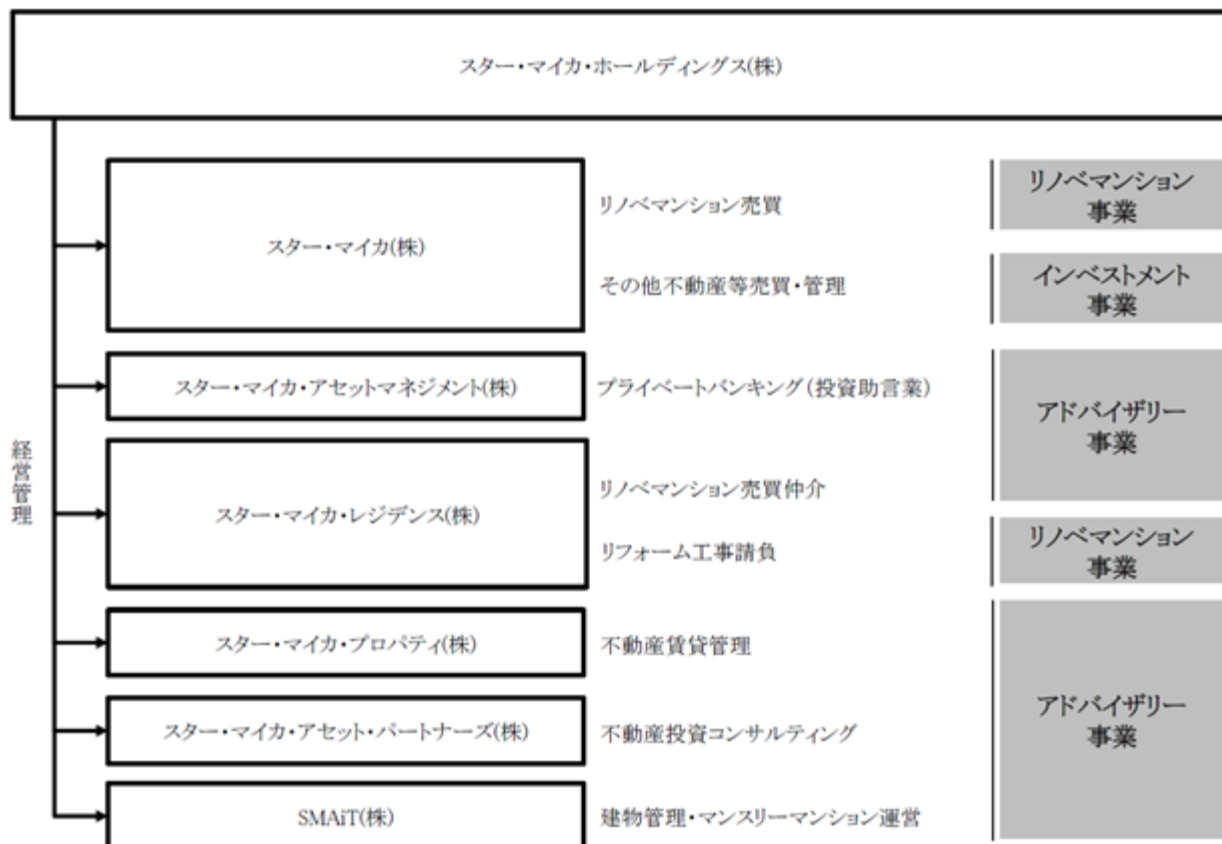 スター・マイカ・ホールディングス(株)
スター・マイカ(株)
リノベマンション売買
リノベマンション
事業
その他不動産等売買・管理
インベストメント
事業
スター・マイカ・アセットマネジメント(株)
プライベートバンキング(投資助言業)
アドバイザリー
事業
経営管理
スター・マイカ・レジデンス(株)
リノベマンション売買仲介
リフォーム工事請負
リノベマンション
事業
スター・マイカ・プロパティ(株)
不動産賃貸管理
スター・マイカ・アセット・パートナーズ(株)
不動産投資コンサルティング
アドバイザリー
事業
SMAiT(株)
建物管理・マンスリーマンション運営